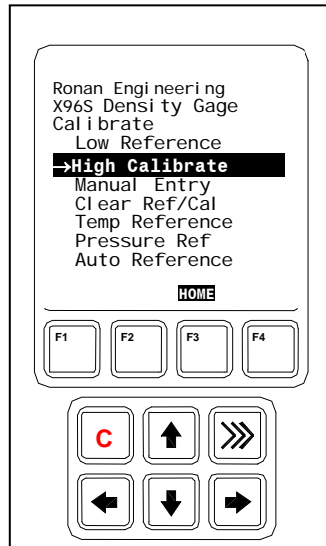 Ronan Engineering
X96S Density Gage
Calibrate
Low Reference
→High Calibrate
Manual Entry
Clear Ref/Cal
Temp Reference
Pressure Ref
Auto Reference
HOME
F1 F2 F3 F4
C